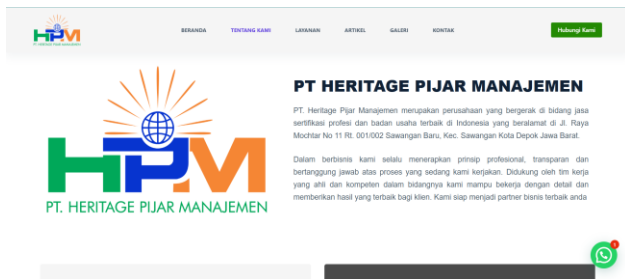 HPM
PT. HERITAGE PIJAR MANAJEMEN
BERANDA TENTANG KAMI LAYANAN ARTIKEL GALERI KONTAK
Hubungi Kami
HPM
PT. HERITAGE PIJAR MANAJEMEN
PT HERITAGE PIJAR MANAJEMEN
PT. Heritage Pijar Manajemen merupakan perusahaan yang bergerak di bidang jasa
sertifikasi profesi dan badan usaha terbaik di Indonesia yang beralamat di Jl. Raya
Mochtar No 11 Rt. 001/002 Sawangan Baru, Kec. Sawangan Kota Depok Jawa Barat.
Dalam berbisnis kami selalu menerapkan prinsip profesional, transparan dan
bertanggung jawab atas proses yang sedang kami kerjakan. Didukung oleh tim kerja
yang ahli dan kompeten dalam bidangnya kami mampu bekerja dengan detail dan
memberikan hasil yang terbaik bagi klien. Kami siap menjadi partner bisnis terbaik anda